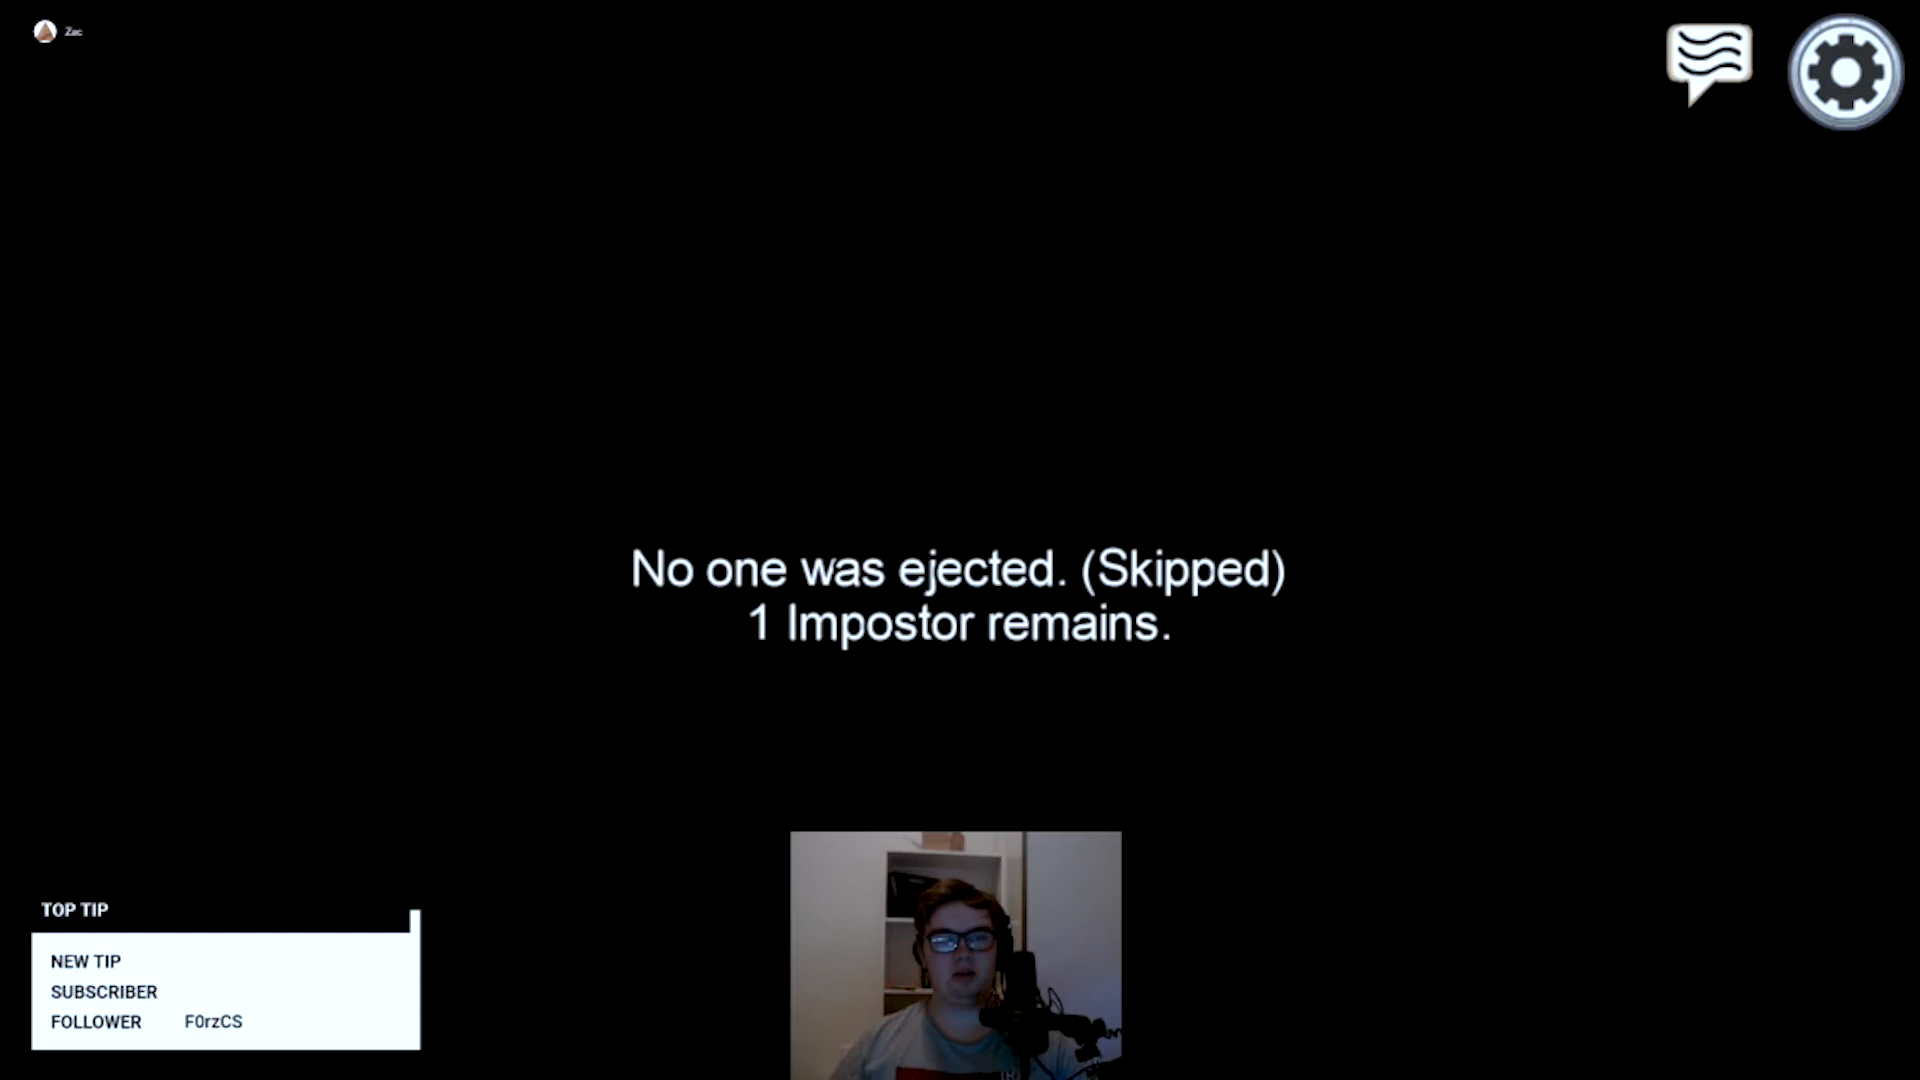 Zac
No one was ejected. (Skipped)
1 Impostor remains.
TOP TIP
NEW TIP
SUBSCRIBER
FOLLOWER F0rzCS